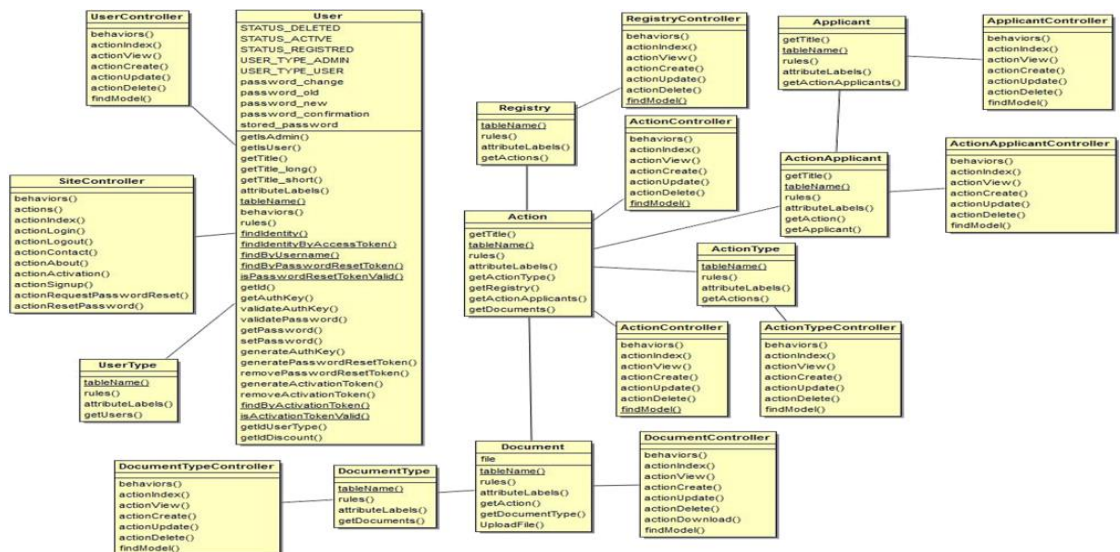 UserController
behaviors()
actionIndex()
actionView()
actionCreate()
actionUpdate()
actionDelete()
findModel()
User
STATUS_DELETED
STATUS_ACTIVE
STATUS_REGISTRED
USER_TYPE_ADMIN
USER_TYPE_USER
password_change
password_old
password_new
password_confirmation
stored_password
getIsAdmin()
getIsUser()
getTitle()
getTitle_long()
getTitle_short()
attributeLabels()
tableName()
behaviors()
rules()
findIdentity()
findIdentityByAccessToken()
findByUsername()
findByPasswordResetToken()
isPasswordResetTokenValid()
getId()
getAuthKey()
validateAuthKey()
validatePassword()
getPassword()
setPassword()
generateAuthKey()
generatePasswordResetToken()
removePasswordResetToken()
generateActivationToken()
removeActivationToken()
findByActivationToken()
isActivationTokenValid()
getIdUserType()
getIdDiscount()
SiteController
behaviors()
actions()
actionIndex()
actionLogin()
actionLogout()
actionContact()
actionAbout()
actionActivation()
actionSignup()
actionRequestPasswordReset()
actionResetPassword()
UserType
tableName()
rules()
attributeLabels()
getUsers()
RegistryController
behaviors()
actionIndex()
actionView()
actionCreate()
actionUpdate()
actionDelete()
findModel()
Registry
tableName()
rules()
attributeLabels()
getActions()
ActionController
behaviors()
actionIndex()
actionView()
actionCreate()
actionUpdate()
actionDelete()
findModel()
Applicant
getTitle()
tableName()
rules()
attributeLabels()
getActionApplicants()
ApplicantController
behaviors()
actionIndex()
actionView()
actionCreate()
actionUpdate()
actionDelete()
findModel()
ActionApplicant
getTitle()
tableName()
rules()
attributeLabels()
getAction()
getApplicant()
ActionApplicantController
behaviors()
actionIndex()
actionView()
actionCreate()
actionUpdate()
actionDelete()
findModel()
Action
getTitle()
tableName()
rules()
attributeLabels()
getActionType()
getRegistry()
getActionApplicants()
getDocuments()
ActionType
tableName()
rules()
attributeLabels()
getActions()
ActionController
behaviors()
actionIndex()
actionView()
actionCreate()
actionUpdate()
actionDelete()
findModel()
ActionTypeController
behaviors()
actionIndex()
actionView()
actionCreate()
actionUpdate()
actionDelete()
findModel()
DocumentTypeController
behaviors()
actionIndex()
actionView()
actionCreate()
actionUpdate()
actionDelete()
findModel()
DocumentType
tableName()
rules()
attributeLabels()
getDocuments()
Document
file
tableName()
rules()
attributeLabels()
getAction()
getDocumentType()
UploadFile()
DocumentController
behaviors()
actionIndex()
actionView()
actionCreate()
actionUpdate()
actionDelete()
actionDownload()
findModel()